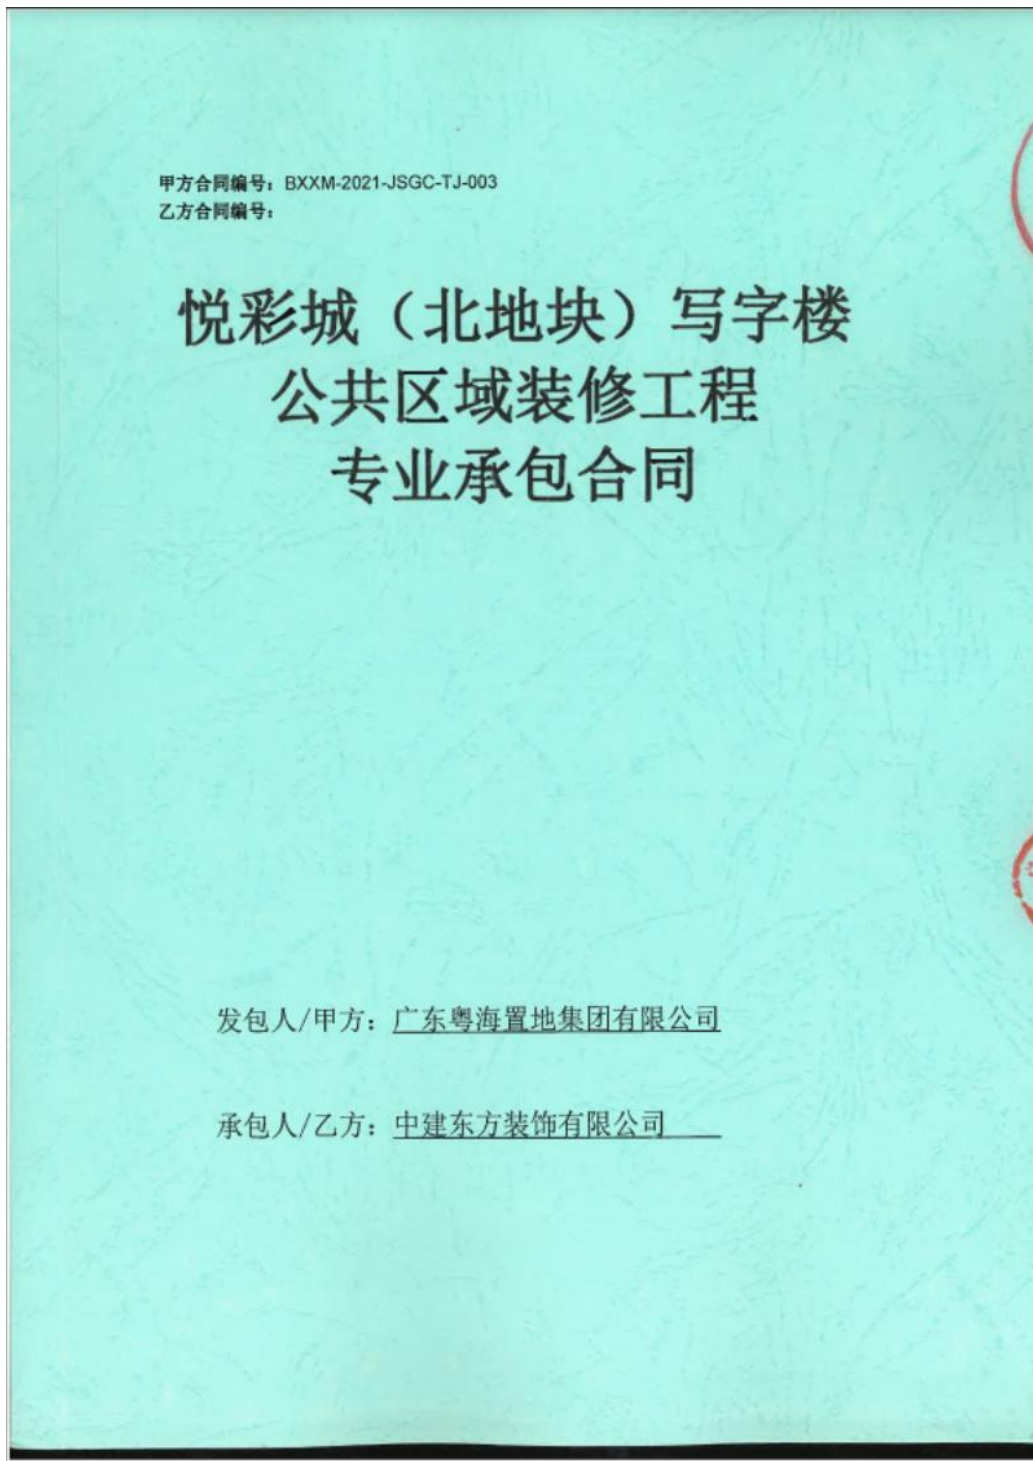 甲方合同编号：BXXM-2021-JSGC-TJ-003
乙方合同编号：
悦彩城（北地块）写字楼
公共区域装修工程
专业承包合同
发包人/甲方：广东粤海置地集团有限公司
承包人/乙方：中建东方装饰有限公司